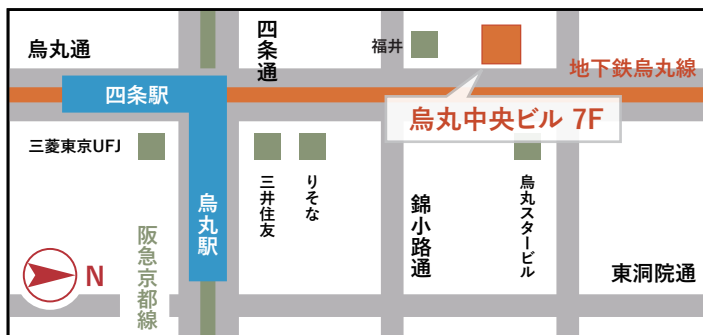 烏丸通
四条通
福井
地下鉄烏丸線
四条駅
烏丸中央ビル 7F
三菱東京UFJ
三井住友
りそな
烏丸駅
錦小路通
烏丸スタービル
阪急京都線
N
東洞院通